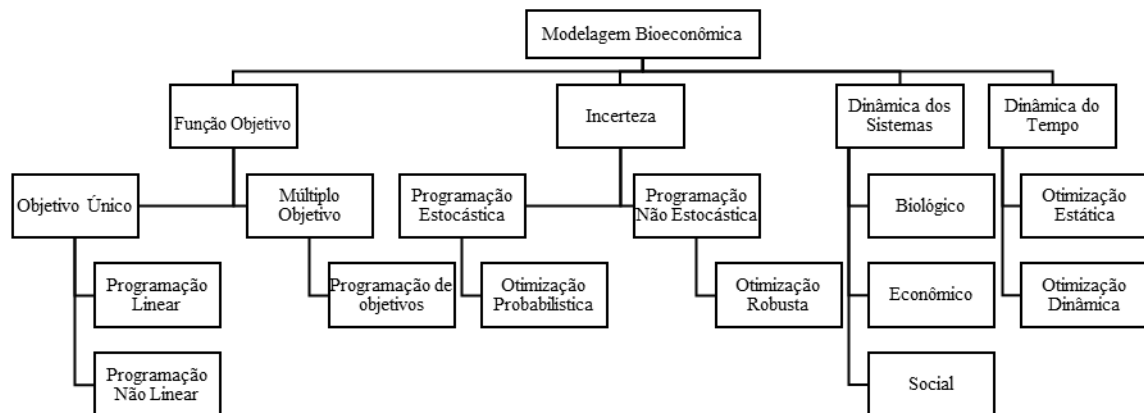 Modelagem Bioeconômica
Função Objetivo
Incerteza
Dinâmica dos
Sistemas
Dinâmica do
Tempo
Objetivo Único
Múltiplo
Objetivo
Programação
Estocástica
Programação
Não Estocástica
Biológico
Otimização
Estática
Programação
Linear
Programação de
objetivos
Otimização
Probabilistica
Otimização
Robusta
Econômico
Otimização
Dinâmica
Programação
Não Linear
Social